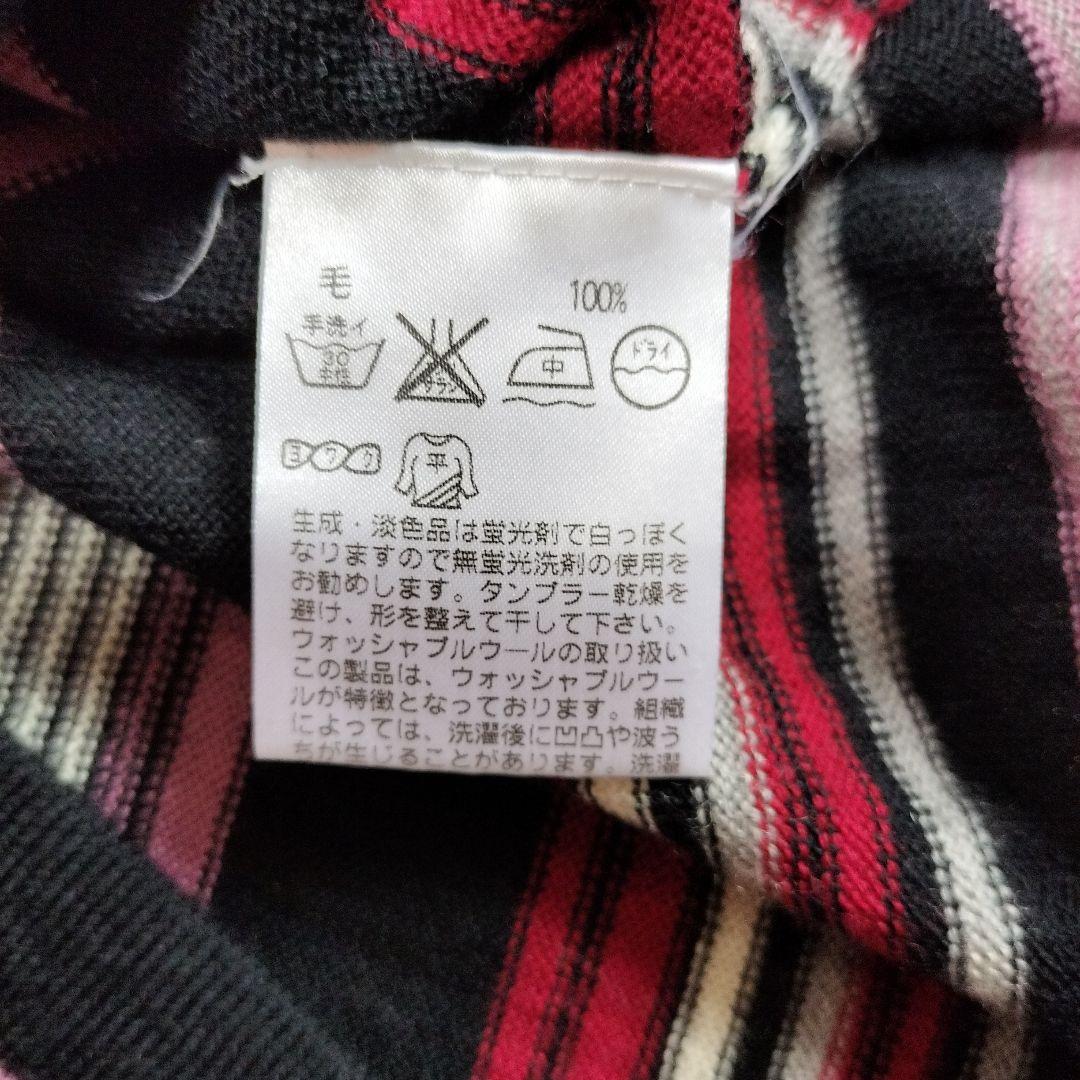 毛 100%
手洗イ
30
中性
エンソ
サラシ
中
ドライ
ヨワク
平
生成・淡色品は蛍光剤で白っぽく
なりますので無蛍光洗剤の使用を
お勧めします。タンブラー乾燥を
避け、形を整えて干して下さい。
ウォッシャブルウールの取り扱い
この製品は、ウォッシャブルウー
ルが特徴となっております。組織
によっては、洗濯後に凹凸や波う
ちが生じることがあります。洗濯